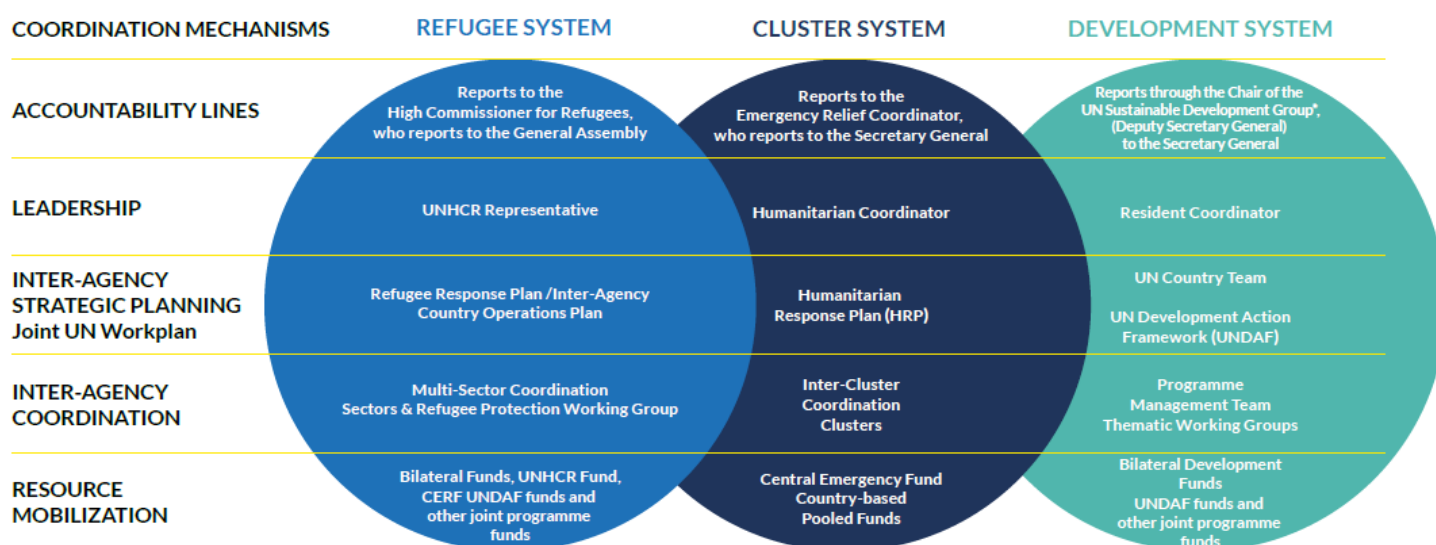 COORDINATION MECHANISMS
REFUGEE SYSTEM
CLUSTER SYSTEM
DEVELOPMENT SYSTEM
ACCOUNTABILITY LINES
Reports to the
High Commissioner for Refugees,
who reports to the General Assembly
Reports to the
Emergency Relief Coordinator,
who reports to the Secretary General
Reports through the Chair of the
UN Sustainable Development Group*,
(Deputy Secretary General)
to the Secretary General
LEADERSHIP
UNHCR Representative
Humanitarian Coordinator
Resident Coordinator
INTER-AGENCY
STRATEGIC PLANNING
Joint UN Workplan
Refugee Response Plan /Inter-Agency
Country Operations Plan
Humanitarian
Response Plan (HRP)
UN Country Team
UN Development Action
Framework (UNDAF)
INTER-AGENCY
COORDINATION
Multi-Sector Coordination
Sectors & Refugee Protection Working Group
Inter-Cluster
Coordination
Clusters
Programme
Management Team
Thematic Working Groups
RESOURCE
MOBILIZATION
Bilateral Funds, UNHCR Fund,
CERF UNDAF funds and
other joint programme
funds
Central Emergency Fund
Country-based
Pooled Funds
Bilateral Development
Funds
UNDAF funds and
other joint programme
funds